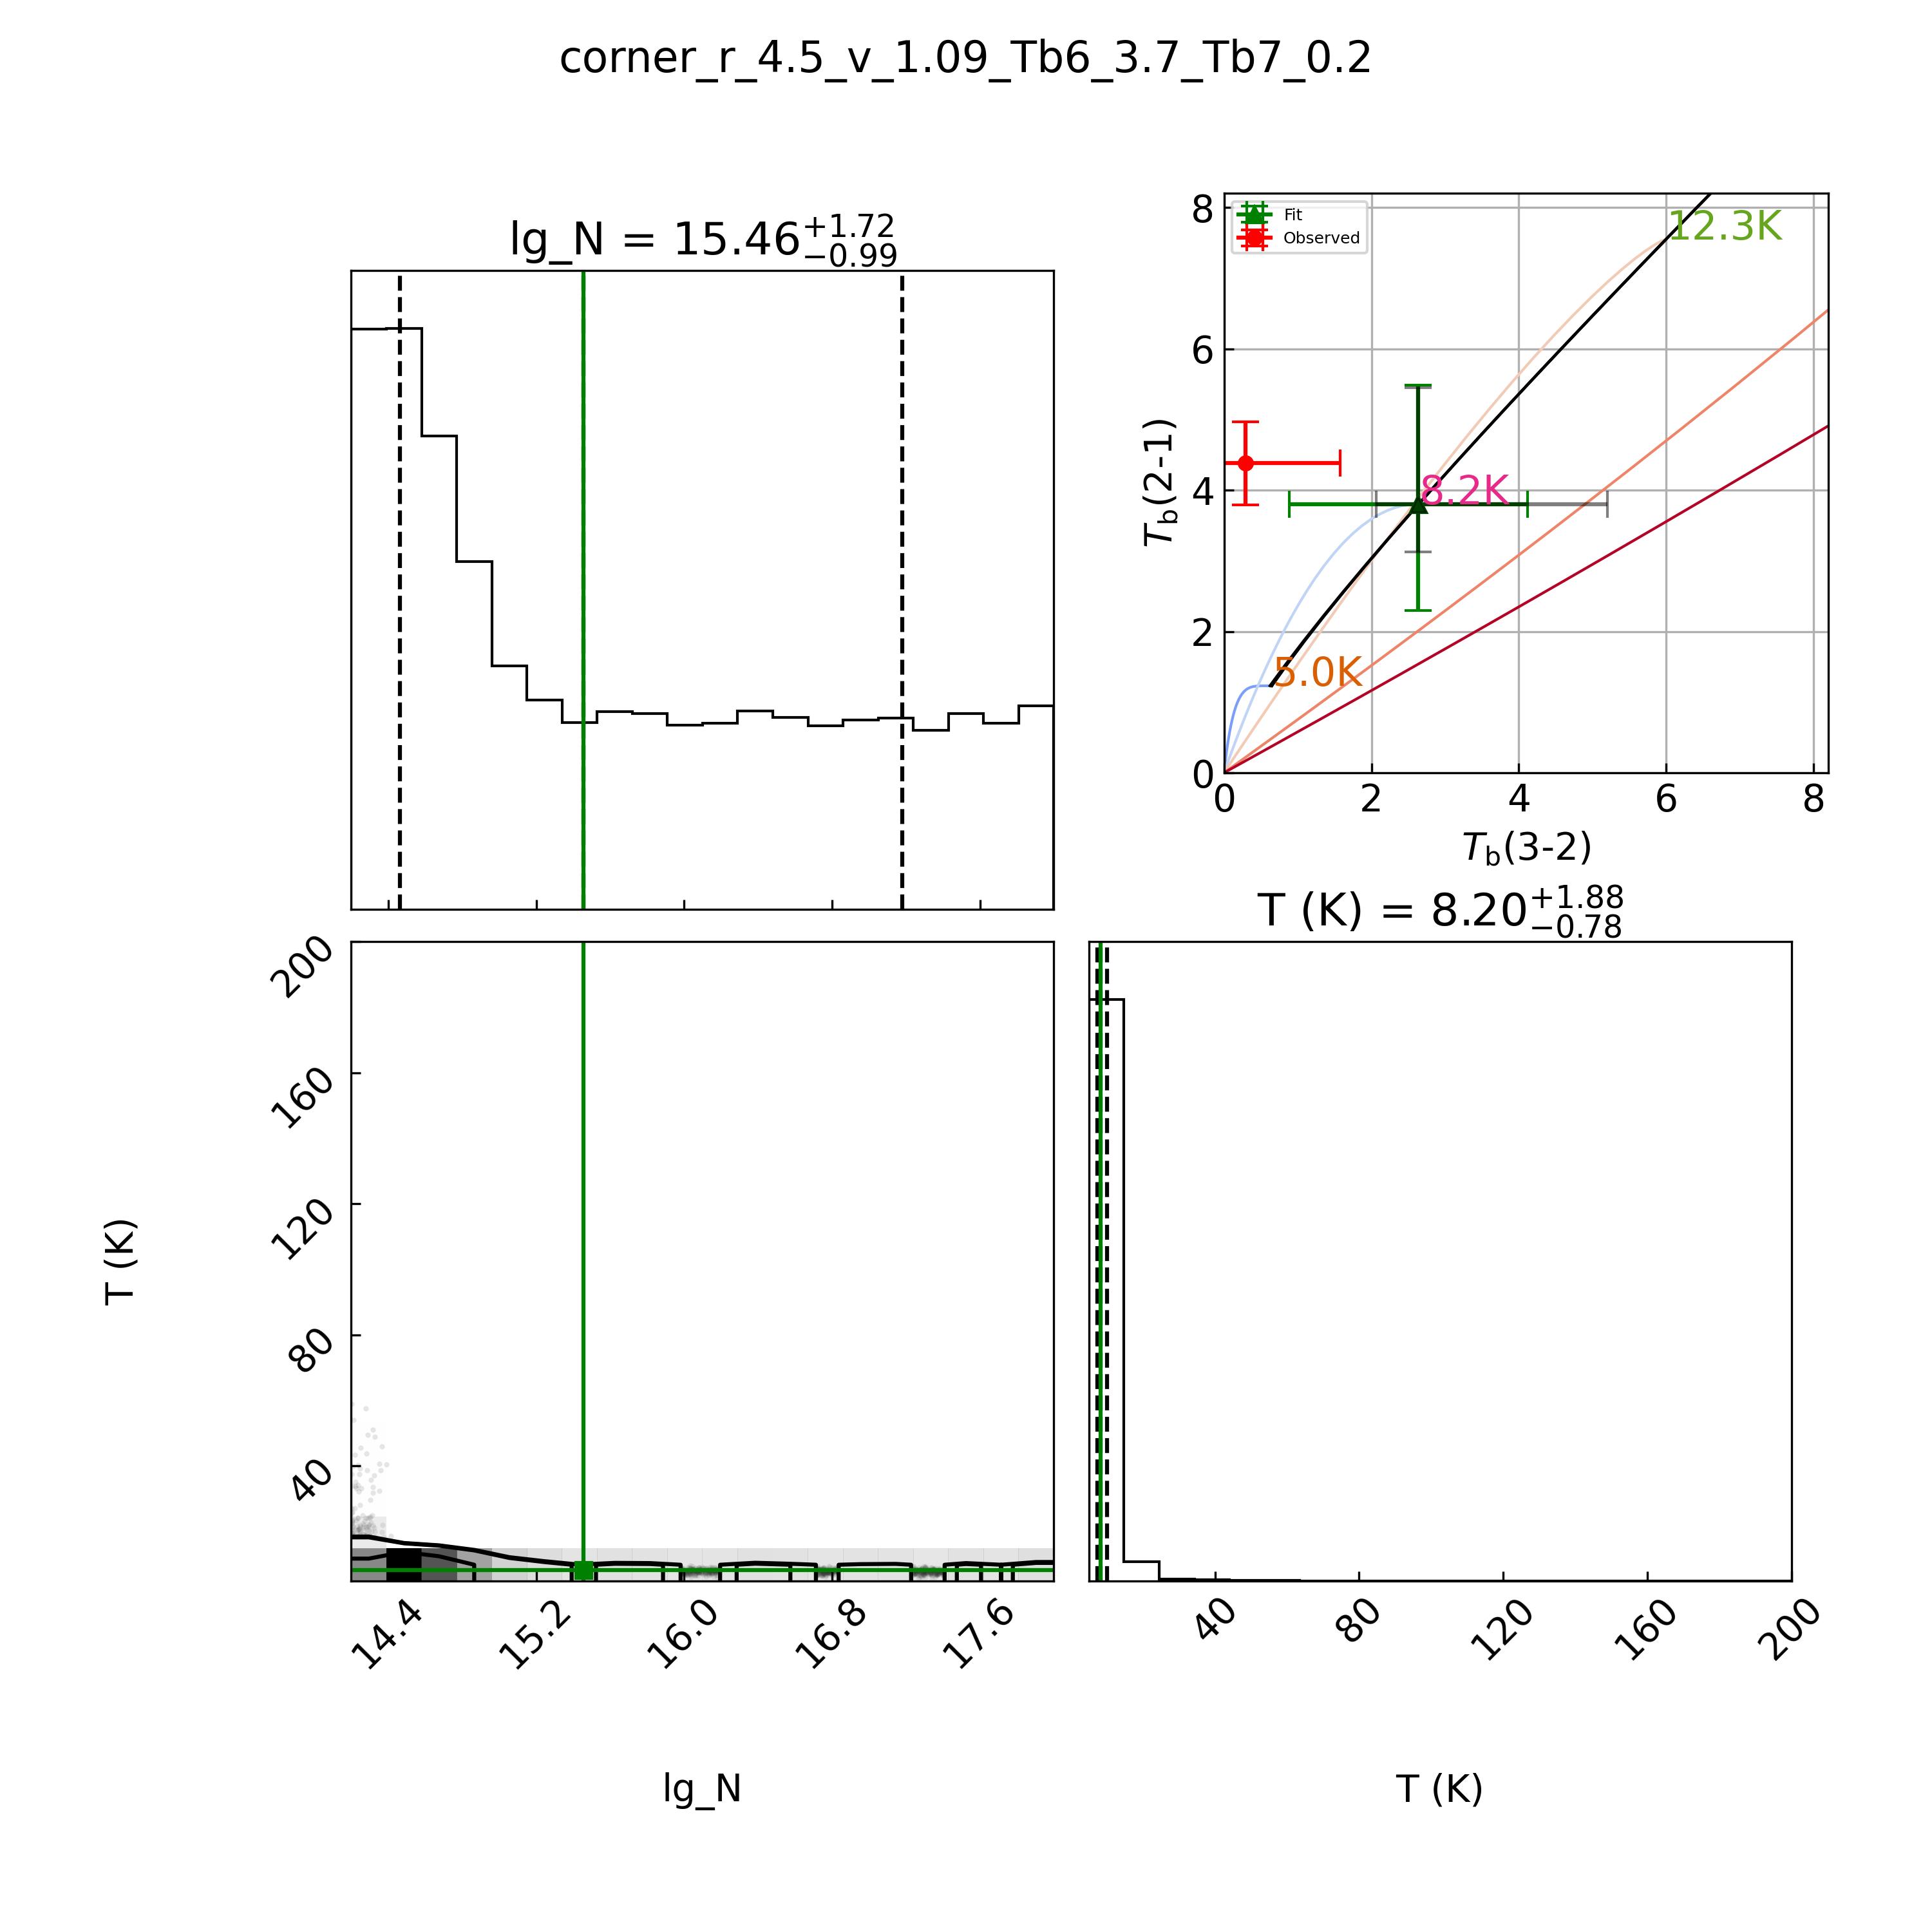 corner_r_4.5_v_1.09_Tb6_3.7_Tb7_0.2
lg_N = 15.46 +1.72 −0.99
8
6
4
2
0
T_b(2-1)
Fit
Observed
12.3K
8.2K
5.0K
0 2 4 6 8
T_b(3-2)
T (K) = 8.20 +1.88 −0.78
200
160
120
80
40
T (K)
14.4 15.2 16.0 16.8 17.6
lg_N
40 80 120 160 200
T (K)